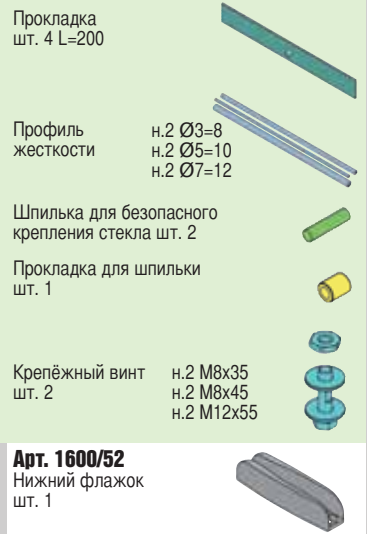 Прокладка
шт. 4 L=200
Профиль н.2 Ø3=8
жесткости н.2 Ø5=10
н.2 Ø7=12
Шпилька для безопасного
крепления стекла шт. 2
Прокладка для шпильки
шт. 1
Крепёжный винт н.2 M8x35
шт. 2 н.2 M8x45
н.2 M12x55
Арт. 1600/52
Нижний флажок
шт. 1